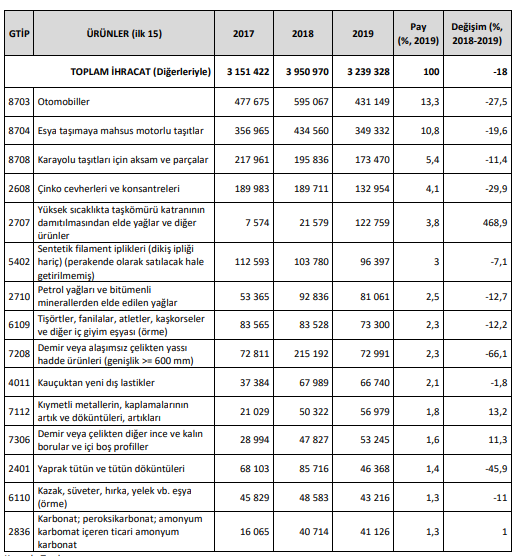 GTİP ÜRÜNLER (ilk 15) 2017 2018 2019 Pay (%, 2019) Değişim (%, 2018-2019)
TOPLAM İHRACAT (Diğerleriyle) 3 151 422 3 950 970 3 239 328 100 -18
8703 Otomobiller 477 675 595 067 431 149 13,3 -27,5
8704 Esya taşımaya mahsus motorlu taşıtlar 356 965 434 560 349 332 10,8 -19,6
8708 Karayolu taşıtları için aksam ve parçalar 217 961 195 836 173 470 5,4 -11,4
2608 Çinko cevherleri ve konsantreleri 189 983 189 711 132 954 4,1 -29,9
Yüksek sıcaklıkta taşkömürü katranının
2707 damıtılmasından elde yağlar ve diğer 7 574 21 579 122 759 3,8 468,9
ürünler
Sentetik filament iplikleri (dikiş ipliği
5402 hariç) (perakende olarak satılacak hale 112 593 103 780 96 397 3 -7,1
getirilmemiş)
2710 Petrol yağları ve bitümenli 53 365 92 836 81 061 2,5 -12,7
minerallerden elde edilen yağlar
6109 Tişörtler, fanilalar, atletler, kaşkorseler 83 565 83 528 73 300 2,3 -12,2
ve diğer iç giyim eşyası (örme)
7208 Demir veya alaşımsız çelikten yassı 72 811 215 192 72 991 2,3 -66,1
hadde ürünleri (genişlik >= 600 mm)
4011 Kauçuktan yeni dış lastikler 37 384 67 989 66 740 2,1 -1,8
7112 Kıymetli metallerin, kaplamalarının 21 029 50 322 56 979 1,8 13,2
artık ve döküntüleri, artıkları
7306 Demir veya çelikten diğer ince ve kalın 28 994 47 827 53 245 1,6 11,3
borular ve içi boş profiller
2401 Yaprak tütün ve tütün döküntüleri 68 103 85 716 46 368 1,4 -45,9
6110 Kazak, süveter, hırka, yelek vb. eşya 45 829 48 583 43 216 1,3 -11
(örme)
Karbonat; peroksikarbonat; amonyum
2836 karbomat içeren ticari amonyum 16 065 40 714 41 126 1,3 1
karbonat